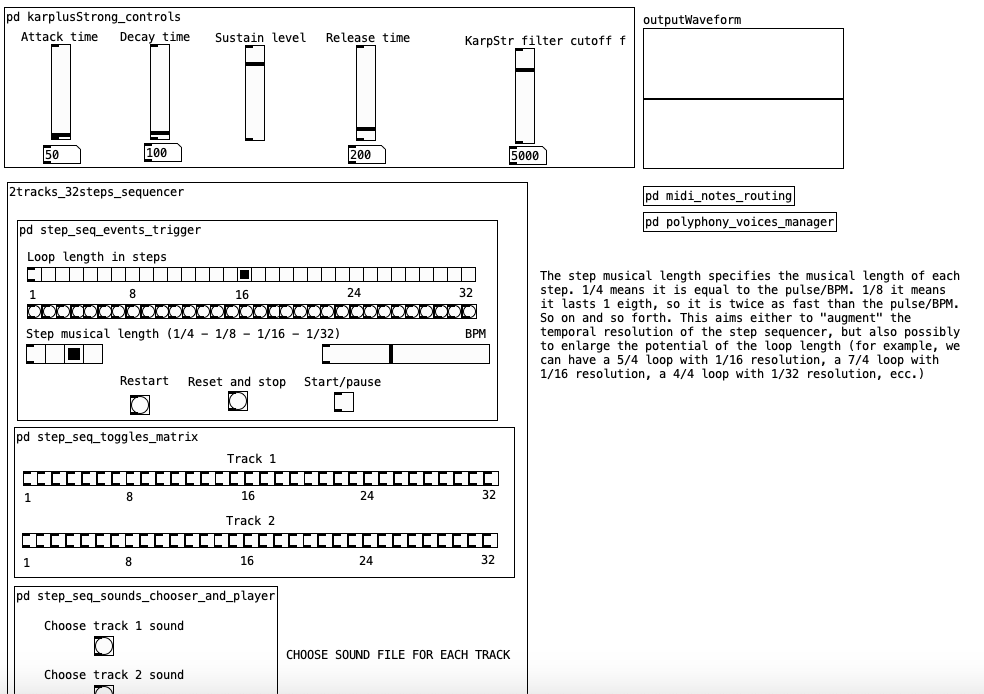 pd karplusStrong_controls
Attack time
Decay time
Sustain level
Release time
KarpStr filter cutoff f
50
100
200
5000
outputWaveform
pd midi_notes_routing
pd polyphony_voices_manager
2tracks_32steps_sequencer
pd step_seq_events_trigger
Loop length in steps
1 8 16 24 32
Step musical length (1/4 – 1/8 – 1/16 – 1/32)
BPM
Restart
Reset and stop
Start/pause
The step musical length specifies the musical length of each
step. 1/4 means it is equal to the pulse/BPM. 1/8 it means
it lasts 1 eigth, so it is twice as fast than the pulse/BPM.
So on and so forth. This aims either to "augment" the
temporal resolution of the step sequencer, but also possibly
to enlarge the potential of the loop length (for example, we
can have a 5/4 loop with 1/16 resolution, a 7/4 loop with
1/16 resolution, a 4/4 loop with 1/32 resolution, ecc.)
pd step_seq_toggles_matrix
Track 1
1 8 16 24 32
Track 2
1 8 16 24 32
pd step_seq_sounds_chooser_and_player
Choose track 1 sound
CHOOSE SOUND FILE FOR EACH TRACK
Choose track 2 sound